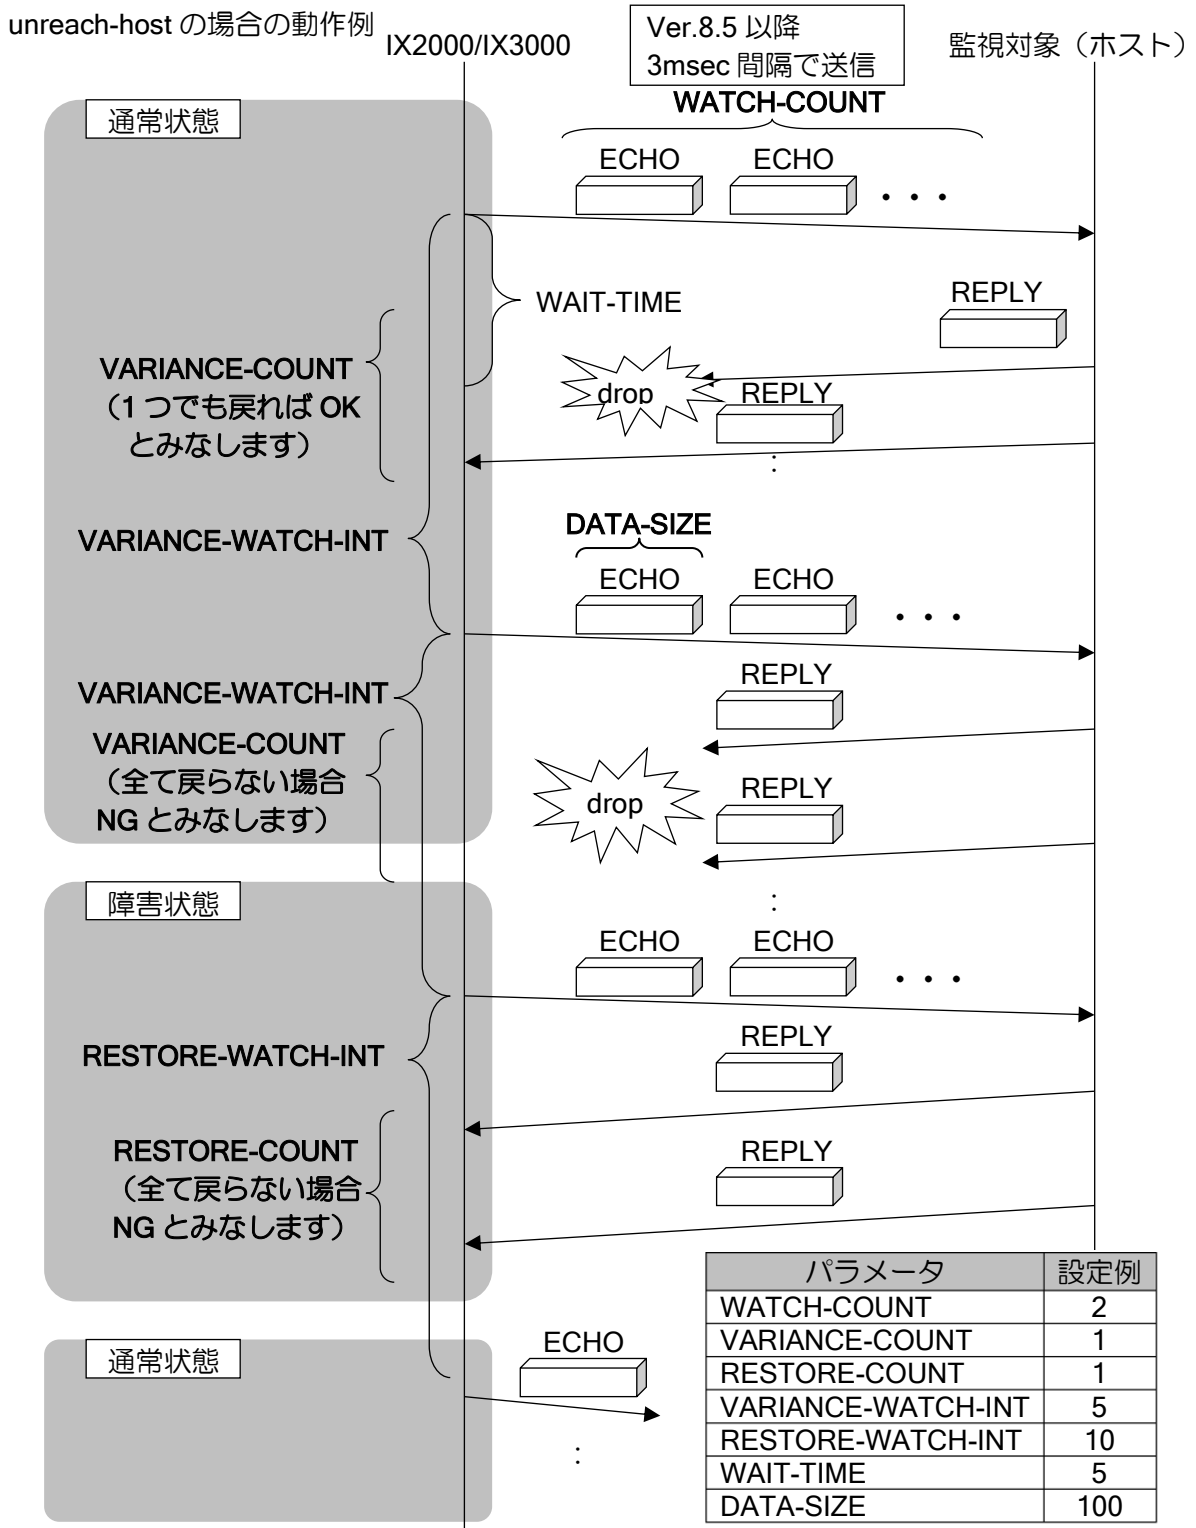 unreach-host の場合の動作例
IX2000/IX3000
Ver.8.5 以降
3msec 間隔で送信
監視対象（ホスト）
通常状態
WATCH-COUNT
ECHO ECHO
・・・
WAIT-TIME
REPLY
VARIANCE-COUNT
（1 つでも戻れば OK
とみなします）
drop
REPLY
:
VARIANCE-WATCH-INT
DATA-SIZE
ECHO ECHO
・・・
VARIANCE-WATCH-INT
REPLY
VARIANCE-COUNT
（全て戻らない場合
NG とみなします）
drop
REPLY
:
障害状態
ECHO ECHO
・・・
REPLY
RESTORE-WATCH-INT
RESTORE-COUNT
（全て戻らない場合
NG とみなします）
REPLY
通常状態
ECHO
:
パラメータ 設定例
WATCH-COUNT 2
VARIANCE-COUNT 1
RESTORE-COUNT 1
VARIANCE-WATCH-INT 5
RESTORE-WATCH-INT 10
WAIT-TIME 5
DATA-SIZE 100